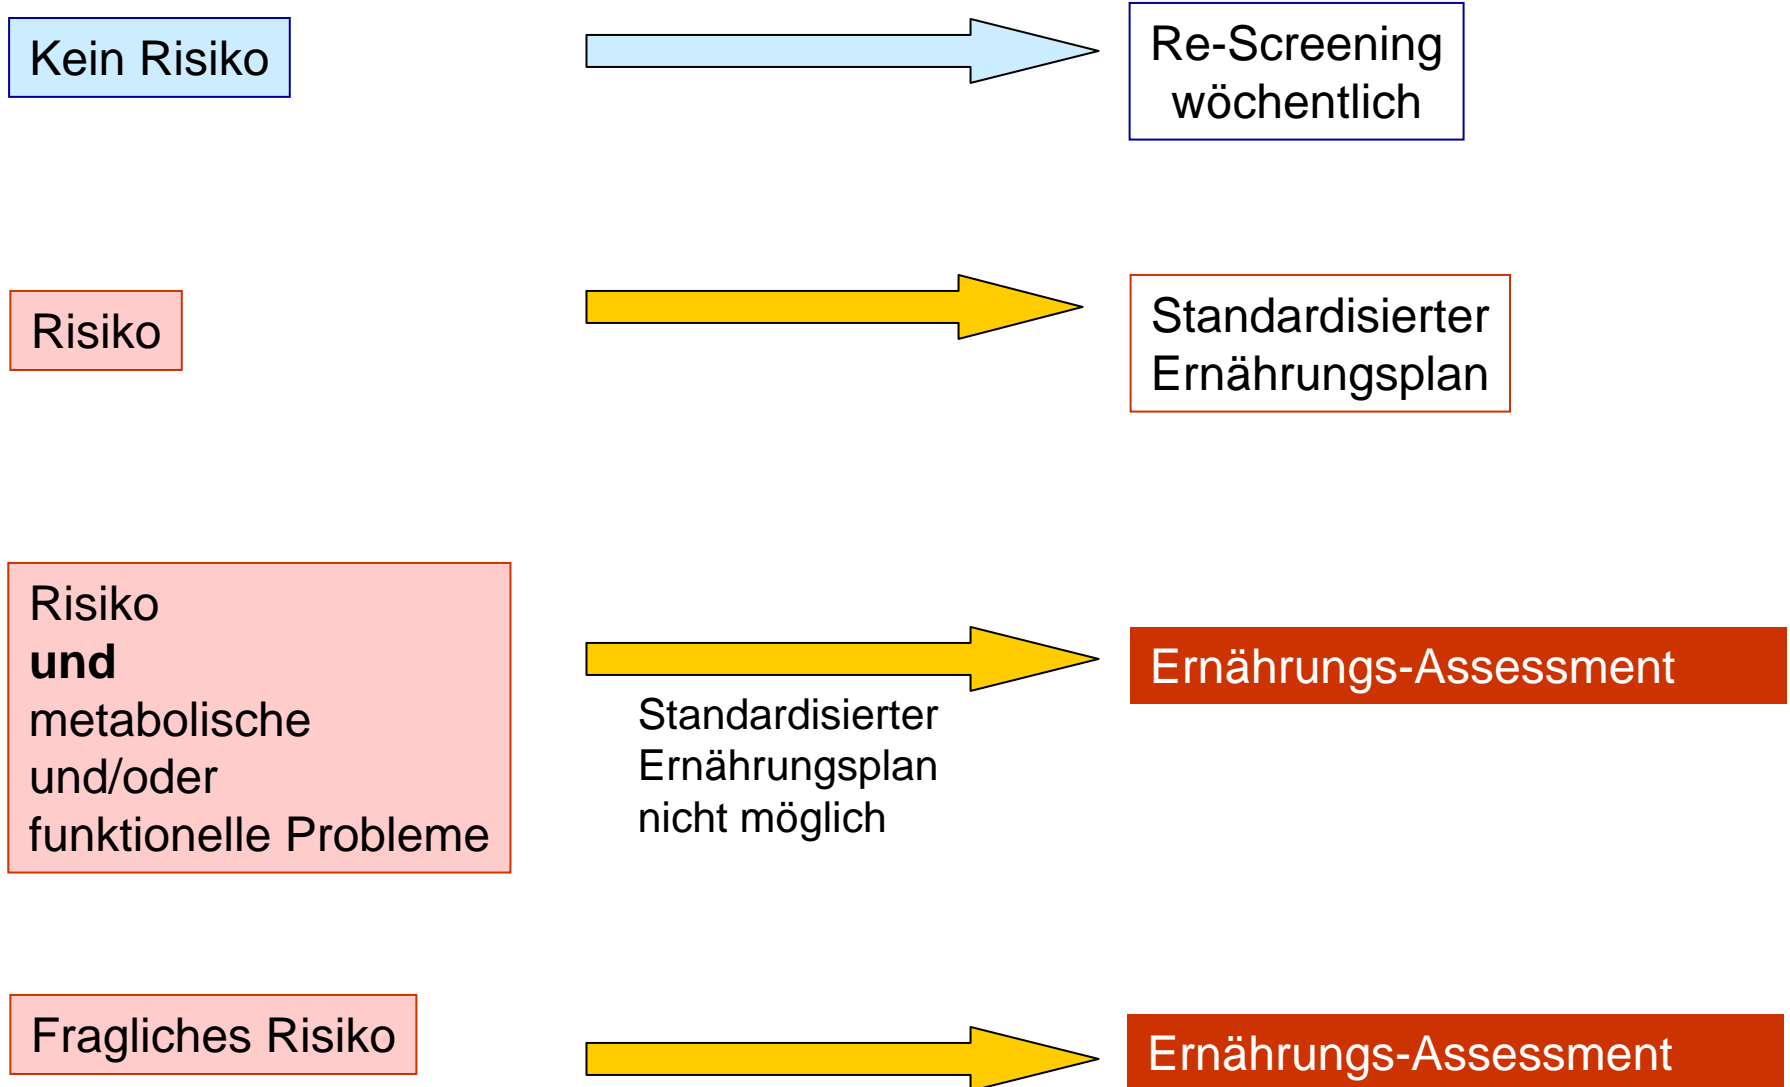 Kein Risiko
Re-Screening
wöchentlich
Risiko
Standardisierter
Ernährungsplan
Risiko
und
metabolische
und/oder
funktionelle Probleme
Standardisierter
Ernährungsplan
nicht möglich
Ernährungs-Assessment
Fragliches Risiko
Ernährungs-Assessment